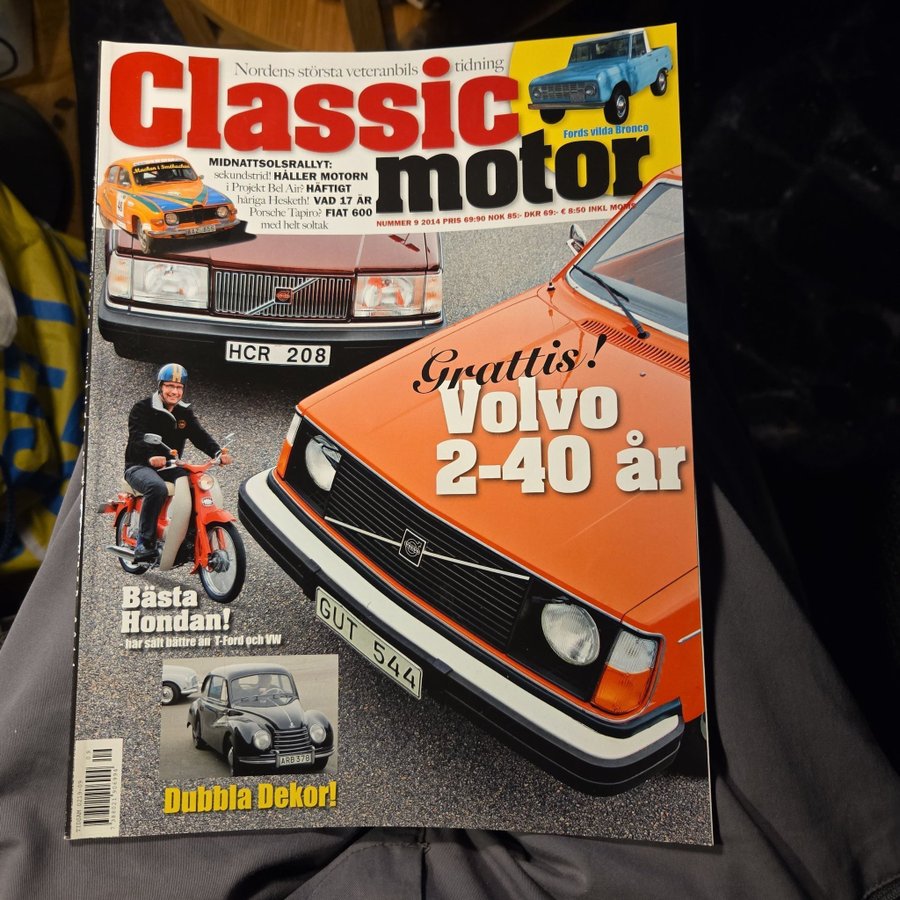 Nordens största veteranbils tidning
Classic
motor
Fords vilda Bronco
MIDNATTSOLSRALLYT:
sekundstrid! HÅLLER MOTORN
i Projekt Bel Air? HÄFTIGT
håriga Hesketh! VAD 17 ÄR
Porsche Tapiro? FIAT 600
med helt soltak
NUMMER 9 2014 PRIS 69:90 NOK 85:- DKR 69:- € 8:50 INKL MOMS
HCR 208
Grattis!
Volvo
2-40 år
VOLVO
GUT 544
Bästa
Hondan!
har sålt bättre än T-Ford och VW
ARB 378
Dubbla Dekor!